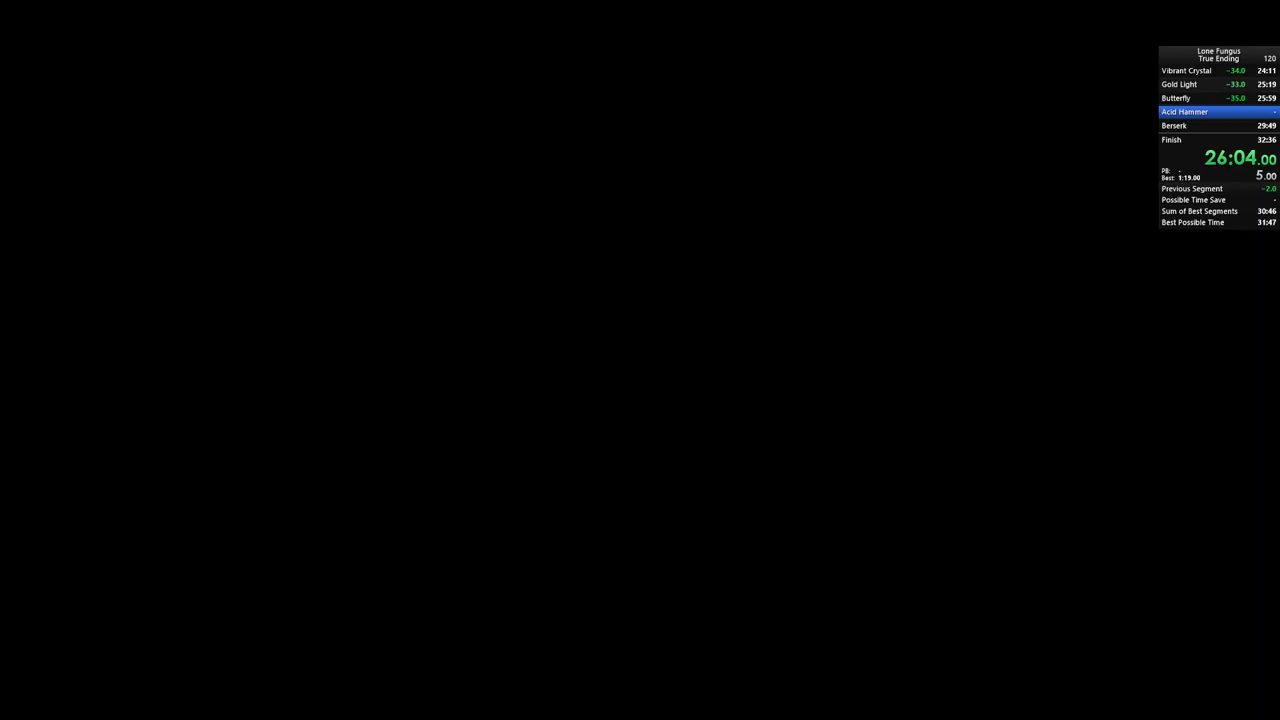 Lone Fungus
True Ending 120
Vibrant Crystal −34.0 24:11
Gold Light −33.0 25:19
Butterfly −35.0 25:59
Acid Hammer -
Berserk 29:49
Finish 32:36
26:04.00
PB: -
Best: 1:19.00 5.00
Previous Segment −2.0
Possible Time Save -
Sum of Best Segments 30:46
Best Possible Time 31:47